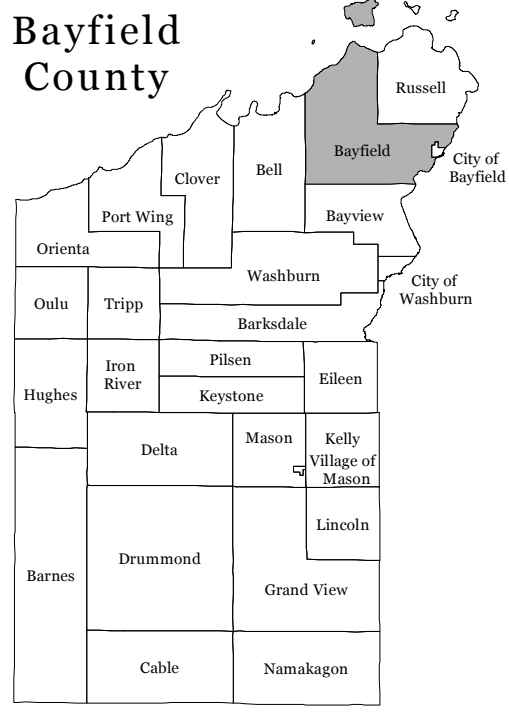 Bayfield
County
Russell
Bayfield
City of
Bayfield
Clover
Bell
Port Wing
Bayview
Orienta
Washburn
City of
Washburn
Oulu
Tripp
Barksdale
Pilsen
Iron
River
Eileen
Hughes
Keystone
Mason
Kelly
Delta
Village of
Mason
Lincoln
Drummond
Barnes
Grand View
Cable
Namakagon